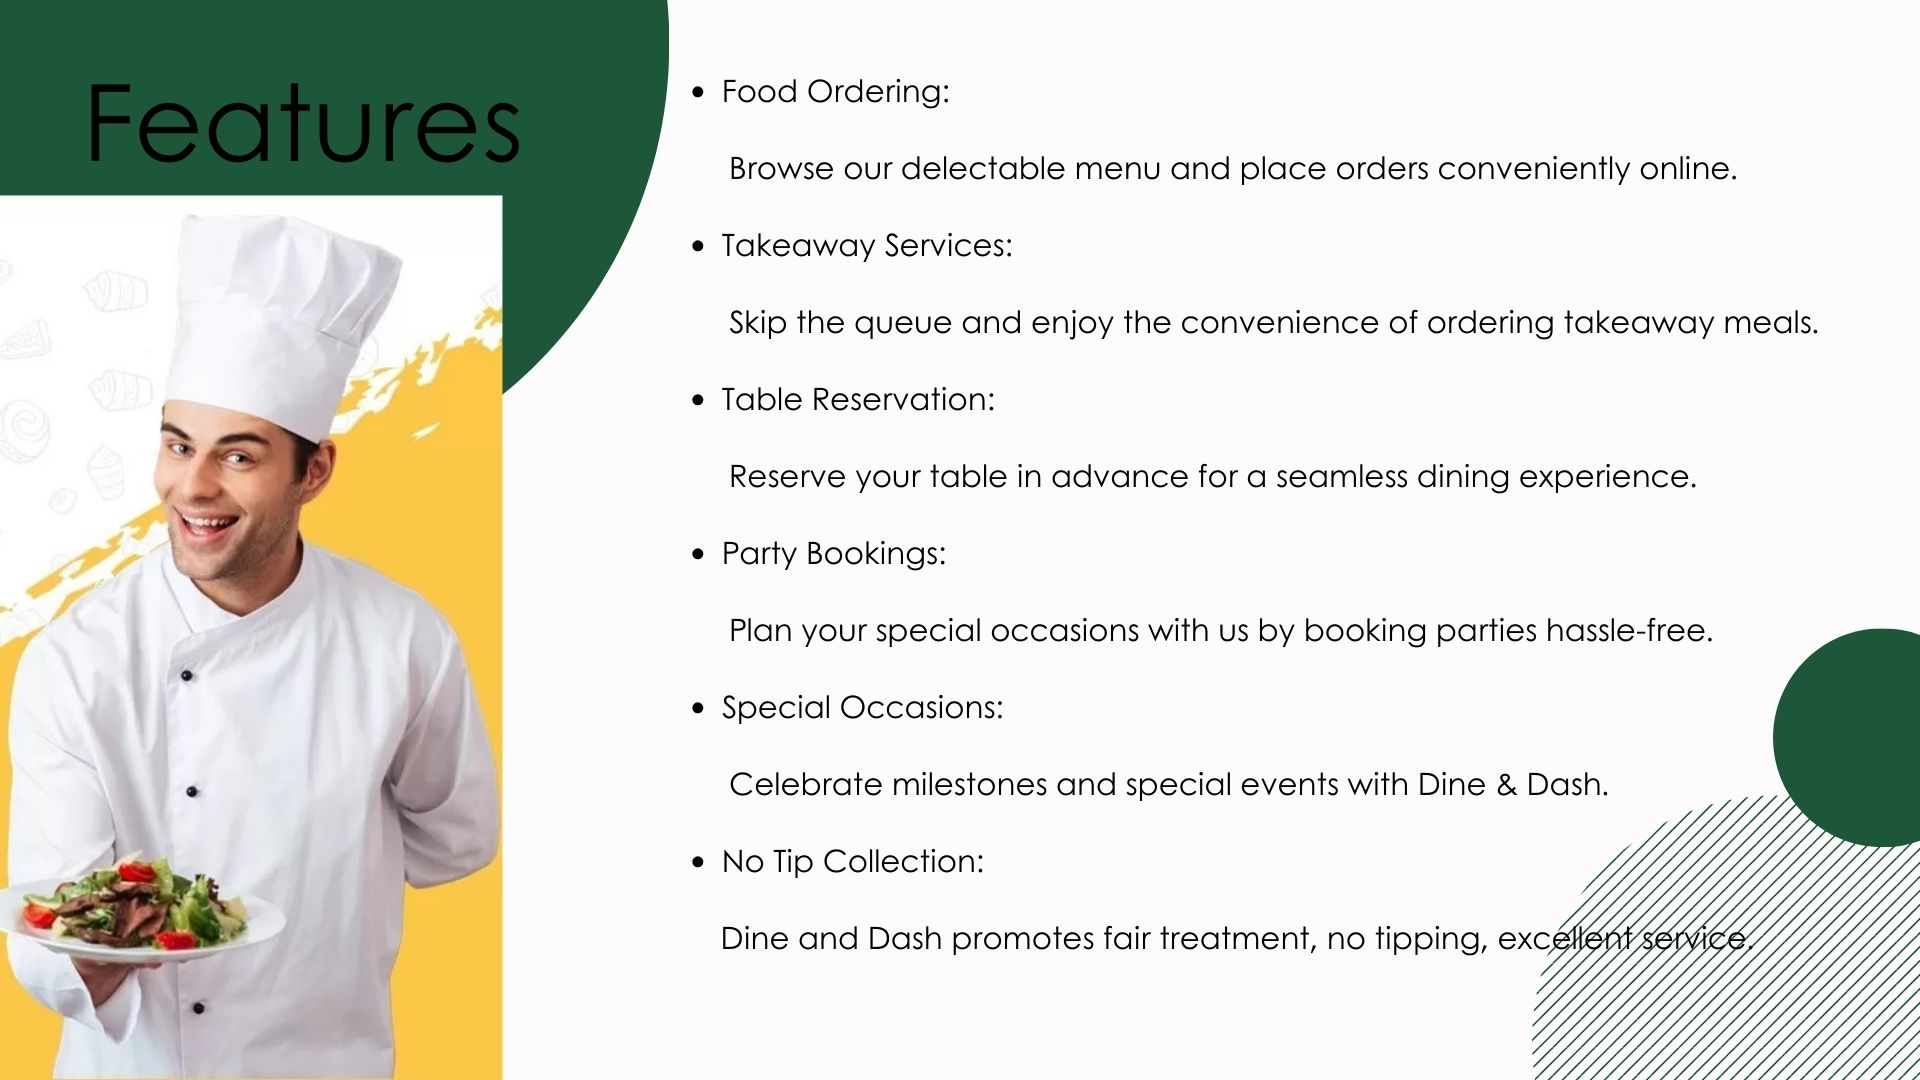 Features
• Food Ordering:
Browse our delectable menu and place orders conveniently online.
• Takeaway Services:
Skip the queue and enjoy the convenience of ordering takeaway meals.
• Table Reservation:
Reserve your table in advance for a seamless dining experience.
• Party Bookings:
Plan your special occasions with us by booking parties hassle-free.
• Special Occasions:
Celebrate milestones and special events with Dine & Dash.
• No Tip Collection:
Dine and Dash promotes fair treatment, no tipping, excellent service.